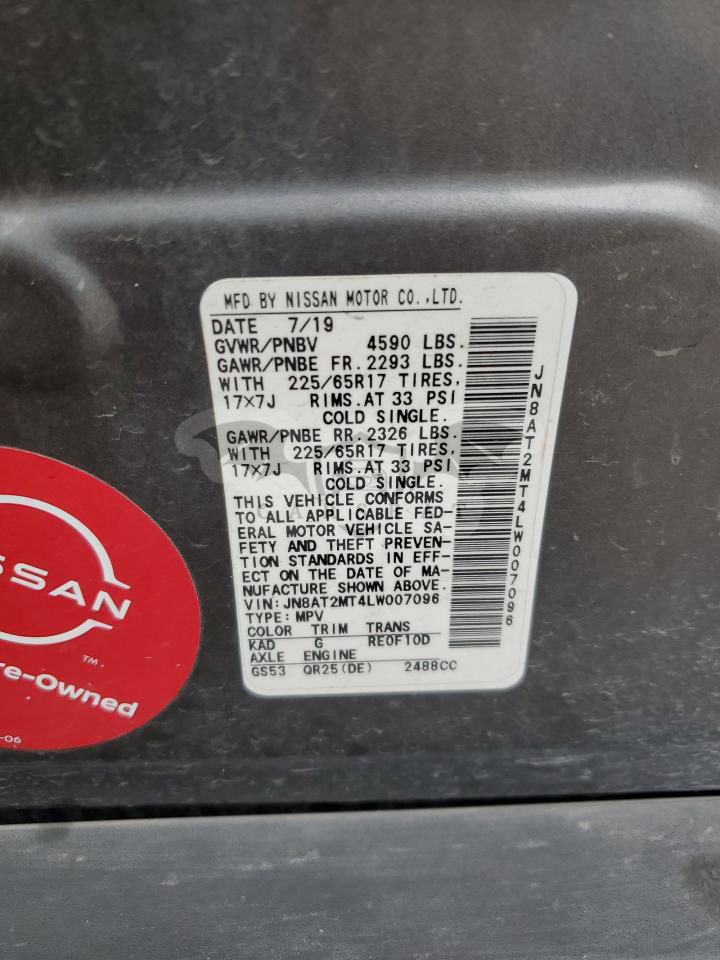 MFD BY NISSAN MOTOR CO.,LTD.
DATE 7/19
GVWR/PNBV 4590 LBS.
GAWR/PNBE FR.2293 LBS.
WITH 225/65R17 TIRES,
17×7J RIMS.AT 33 PSI
COLD SINGLE.
GAWR/PNBE RR.2326 LBS.
WITH 225/65R17 TIRES,
17×7J RIMS.AT 33 PSI
COLD SINGLE.
THIS VEHICLE CONFORMS
TO ALL APPLICABLE FED-
ERAL MOTOR VEHICLE SA-
FETY AND THEFT PREVEN-
TION STANDARDS IN EFF-
ECT ON THE DATE OF MA-
NUFACTURE SHOWN ABOVE.
VIN:JN8AT2MT4LW007096
TYPE:MPV
COLOR TRIM TRANS
KAD G RE0F10D
AXLE ENGINE
GS53 QR25(DE) 2488CC
JN8AT2MT4LW007096
ISSAN
TM
re-Owned
-06